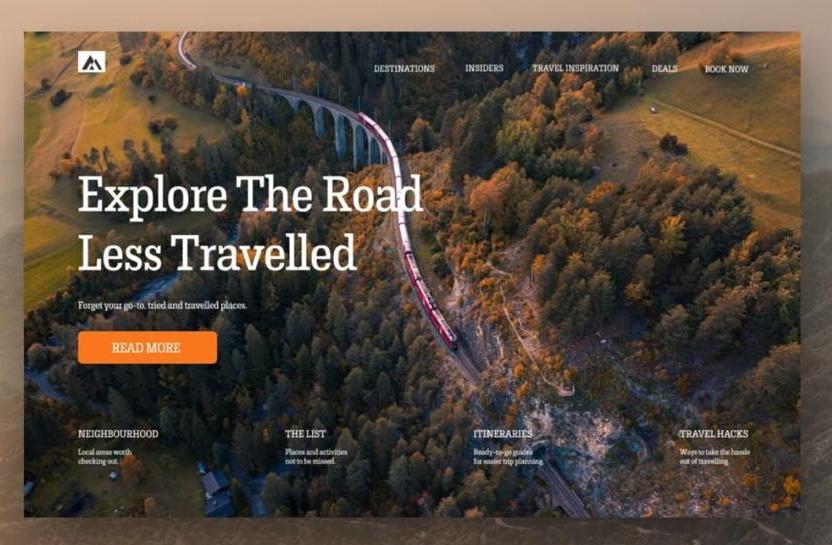 DESTINATIONS
INSIDERS
TRAVEL INSPIRATION
DEALS
BOOK NOW
Explore The Road
Less Travelled
Forget your go-to, tried and travelled places.
READ MORE
NEIGHBOURHOOD
Local areas worth
checking out.
THE LIST
Places and activities
not to be missed.
ITINERARIES
Ready-to-go guides
for easier trip planning.
TRAVEL HACKS
Ways to take the hassle
out of travelling